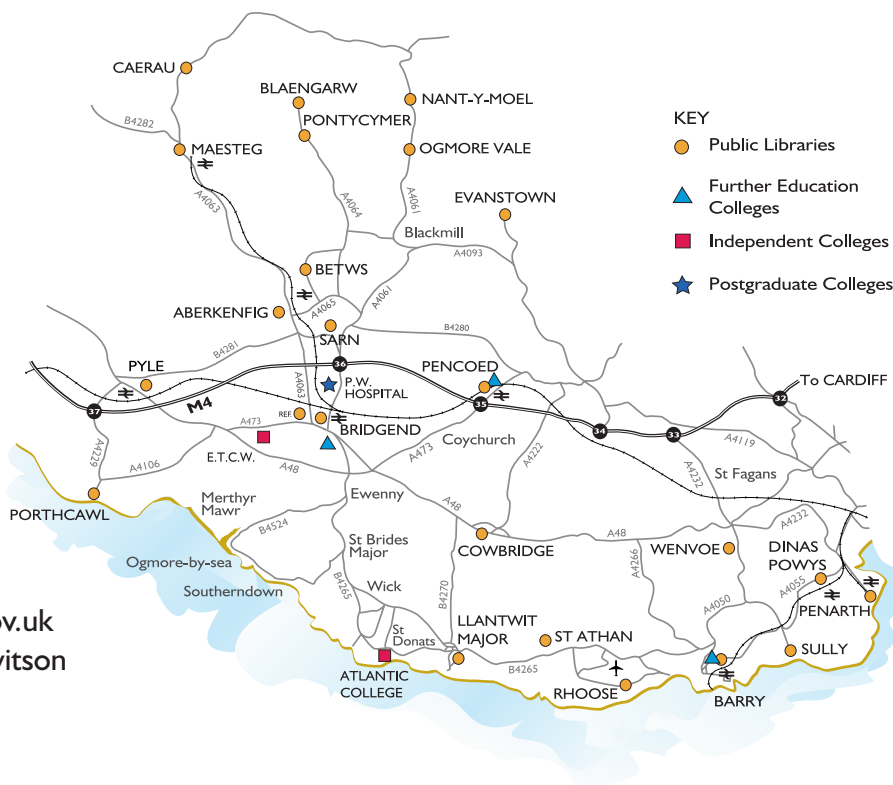 CAERAU
BLAENGARW
NANT-Y-MOEL
B4282
PONTYCYMER
MAESTEG
OGMORE VALE
A4063
A4064
A4061
EVANSTOWN
Blackmill
A4093
BETWS
A4061
A4065
ABERKENFIG
SARN
B4280
B4281
36
PYLE
PENCOED
P.W.
HOSPITAL
To CARDIFF
32
37
M4
A4063
REF.
35
BRIDGEND
34
33
A473
A4119
E.T.C.W.
Coychurch
A473
A4222
A4229
A4106
A48
A4232
St Fagans
PORTHCAWL
Merthyr
Mawr
Ewenny
A48
A48
A4232
B4524
St Brides
Major
COWBRIDGE
WENVOE
DINAS
POWYS
Ogmore-by-sea
A4266
Southerndown
B4265
Wick
B4270
A4050
A4055
PENARTH
St
Donats
LLANTWIT
MAJOR
ST ATHAN
SULLY
B4265
ATLANTIC
COLLEGE
RHOOSE
BARRY
KEY
Public Libraries
Further Education
Colleges
Independent Colleges
Postgraduate Colleges
ov.uk
vitson